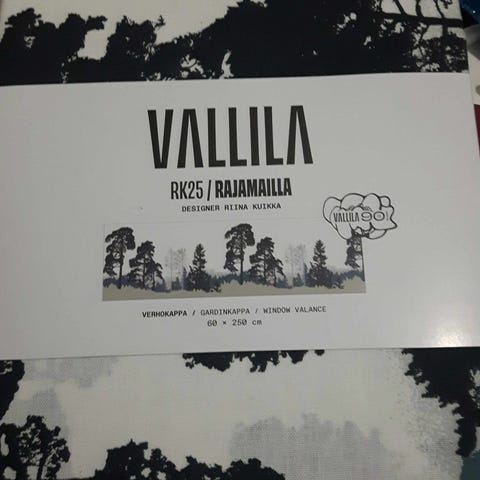 VALLILA
RK25 / RAJAMAILLA
DESIGNER RIINA KUIKKA
VALLILA 90
VERHOKAPPA / GARDINKAPPA / WINDOW VALANCE
60 × 250 cm